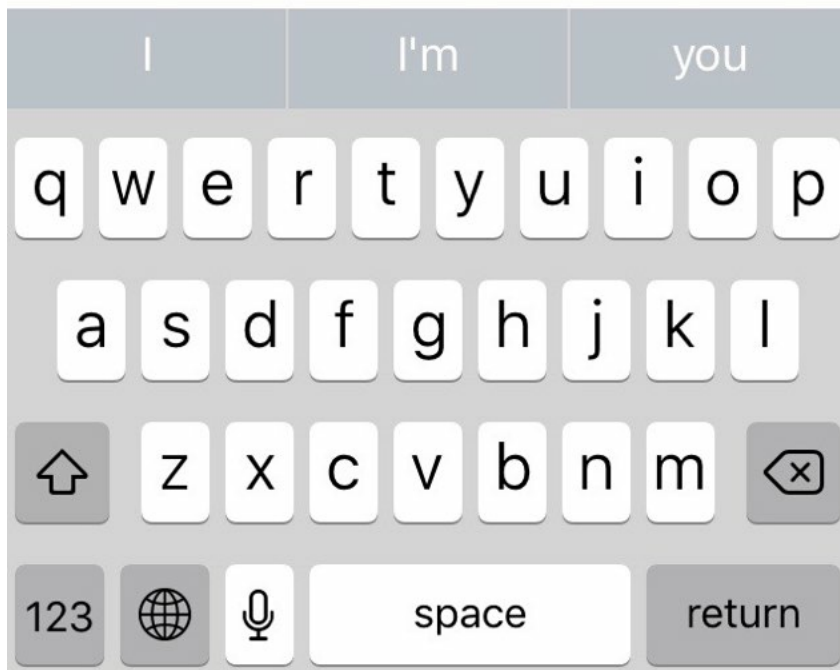 I I'm you
q w e r t y u i o p
a s d f g h j k l
z x c v b n m
123 space return